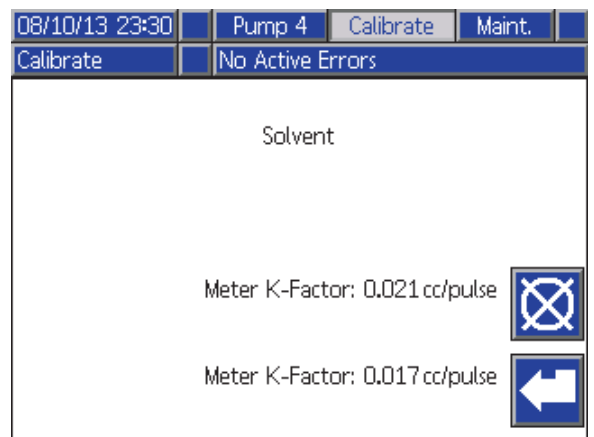 08/10/13 23:30 Pump 4 Calibrate Maint.
Calibrate No Active Errors
Solvent
Meter K-Factor: 0.021 cc/pulse
Meter K-Factor: 0.017 cc/pulse